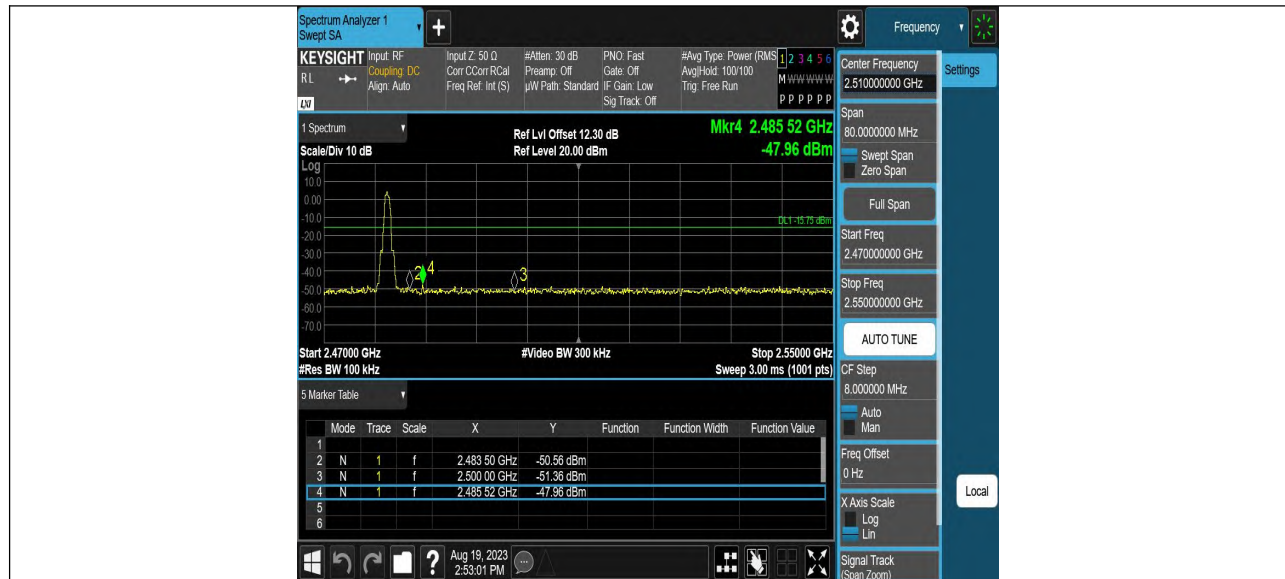 Spectrum Analyzer 1
Swept SA
+
Frequency
KEYSIGHT Input: RF Input Z: 50 Ω #Atten: 30 dB PNO: Fast #Avg Type: Power (RMS 1 2 3 4 5 6
RL Coupling: DC Corr CCorr RCal Preamp: Off Gate: Off Avg|Hold: 100/100 M W W W W W
Align: Auto Freq Ref: Int (S) µW Path: Standard IF Gain: Low Trig: Free Run
LXI Sig Track: Off P P P P P P
1 Spectrum
Ref Lvl Offset 12.30 dB
Mkr4 2.485 52 GHz
Scale/Div 10 dB
Ref Level 20.00 dBm
-47.96 dBm
Log
10.0
0.00
-10.0
DL1 -15.75 dBm
-20.0
-30.0
-40.0
2 4 3
-50.0
-60.0
-70.0
Start 2.47000 GHz #Video BW 300 kHz Stop 2.55000 GHz
#Res BW 100 kHz Sweep 3.00 ms (1001 pts)
5 Marker Table
Mode Trace Scale X Y Function Function Width Function Value
1
2 N 1 f 2.483 50 GHz -50.56 dBm
3 N 1 f 2.500 00 GHz -51.36 dBm
4 N 1 f 2.485 52 GHz -47.96 dBm
5
6
? Aug 19, 2023
2:53:01 PM
Center Frequency
2.510000000 GHz
Settings
Span
80.0000000 MHz
Swept Span
Zero Span
Full Span
Start Freq
2.470000000 GHz
Stop Freq
2.550000000 GHz
AUTO TUNE
CF Step
8.000000 MHz
Auto
Man
Freq Offset
0 Hz
Local
X Axis Scale
Log
Lin
Signal Track
(Span Zoom)